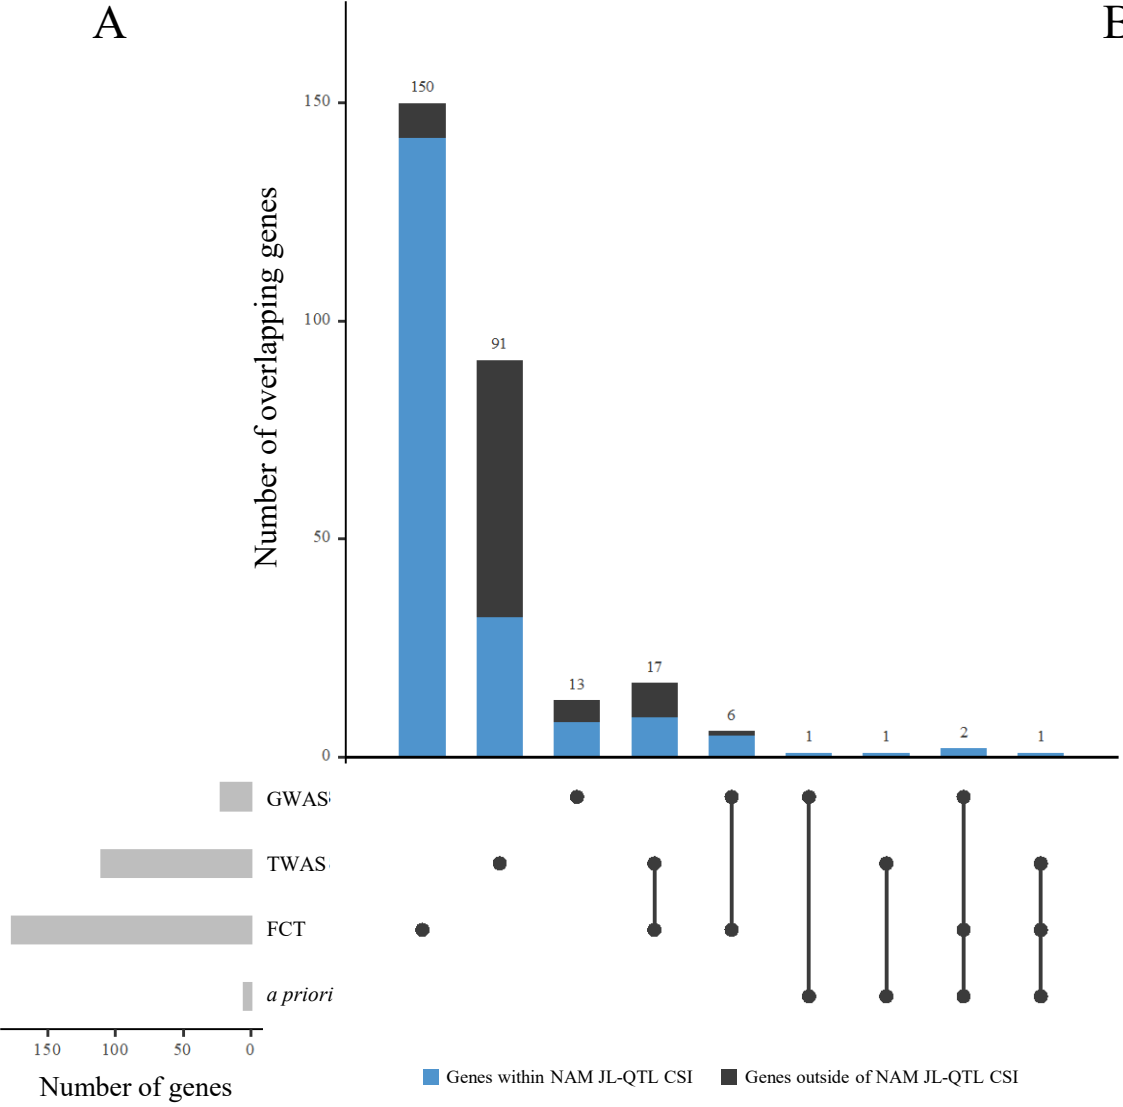 A
B
150
150
Number of overlapping genes
100
91
50
17
13
6
1
1
2
1
0
GWAS
TWAS
FCT
a priori
150
100
50
0
Number of genes
Genes within NAM JL-QTL CSI
Genes outside of NAM JL-QTL CSI